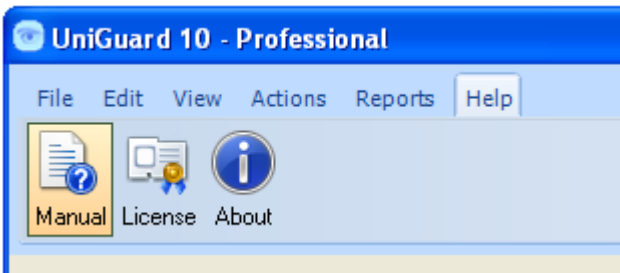 UniGuard 10 - Professional
File Edit View Actions Reports Help
Manual License About